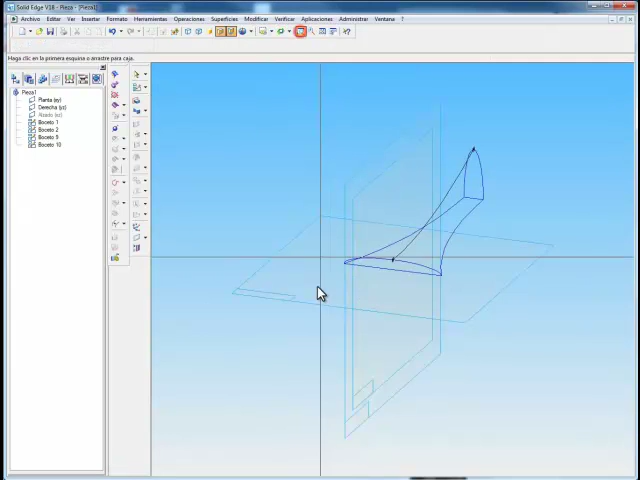 Solid Edge V18 - Pieza - [Pieza1]
Archivo Editar Ver Insertar Formato Herramientas Operaciones Superficies Modificar Verificar Aplicaciones Administrar Ventana ?
Haga clic en la primera esquina o arrastre para caja.
Pieza1
Planta (xy)
Derecha (yz)
Alzado (xz)
Boceto 1
Boceto 2
Boceto 9
Boceto 10